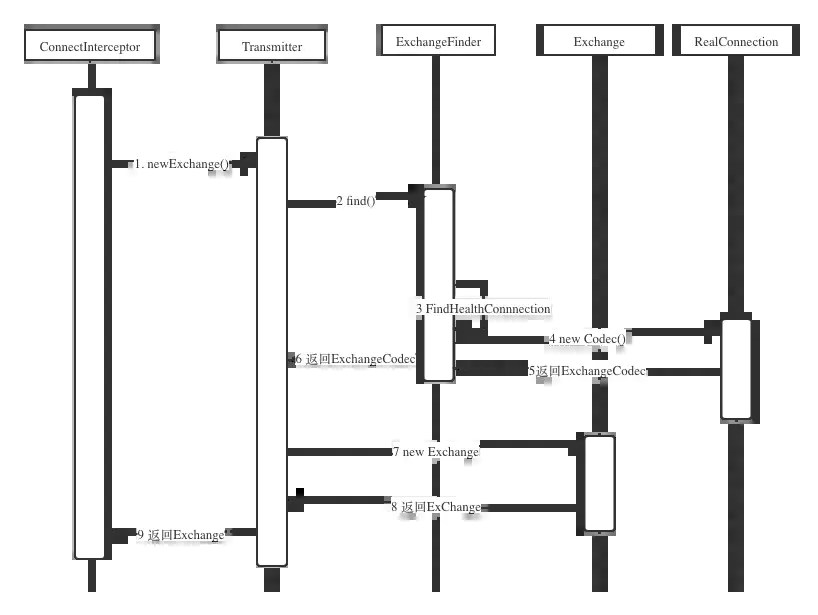 ConnectInterceptor
Transmitter
ExchangeFinder
Exchange
RealConnection
1. newExchange()
2 find()
3 FindHealthConnnection
4 new Codec()
5返回ExchangeCodec
6 返回ExchangeCodec
7 new Exchange
8 返回ExChange
9 返回Exchange